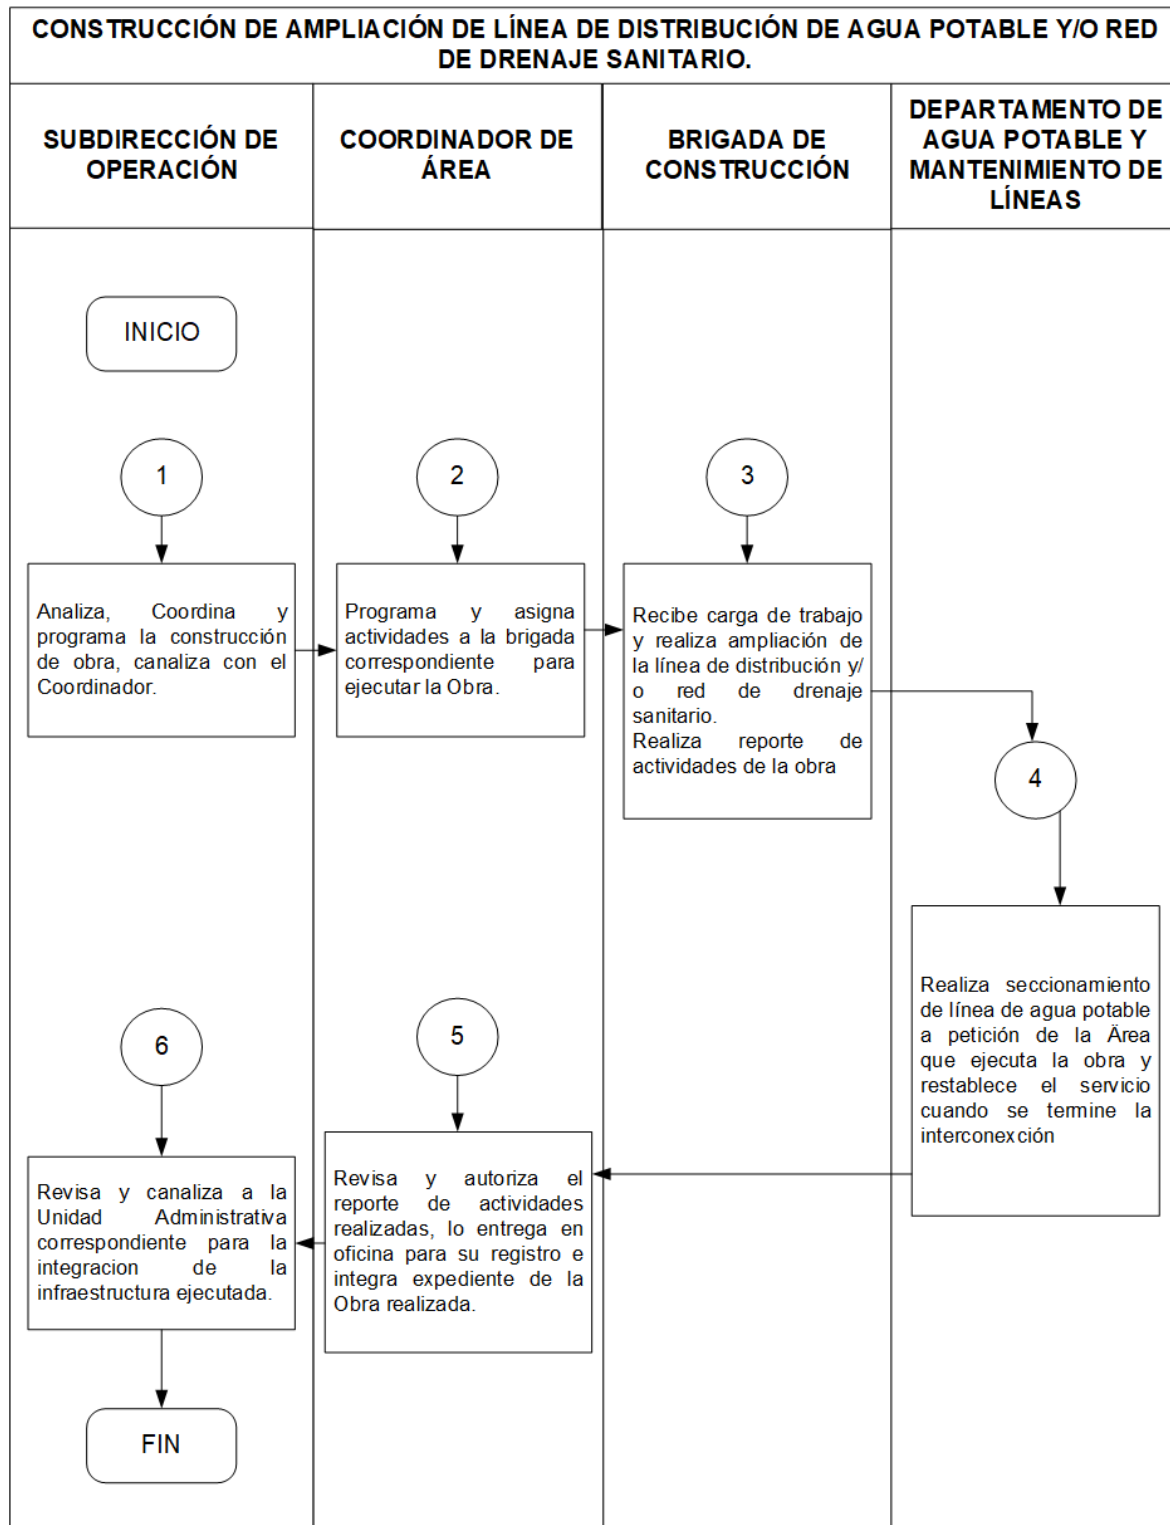 CONSTRUCCIÓN DE AMPLIACIÓN DE LÍNEA DE DISTRIBUCIÓN DE AGUA POTABLE Y/O RED
DE DRENAJE SANITARIO.
SUBDIRECCIÓN DE
OPERACIÓN
COORDINADOR DE
ÁREA
BRIGADA DE
CONSTRUCCIÓN
DEPARTAMENTO DE
AGUA POTABLE Y
MANTENIMIENTO DE
LÍNEAS
INICIO
1
2
3
Analiza, Coordina y
programa la construcción
de obra, canaliza con el
Coordinador.
Programa y asigna
actividades a la brigada
correspondiente para
ejecutar la Obra.
Recibe carga de trabajo
y realiza ampliación de
la línea de distribución y/
o red de drenaje
sanitario.
Realiza reporte de
actividades de la obra
4
Realiza seccionamiento
de línea de agua potable
a petición de la Ärea
que ejecuta la obra y
restablece el servicio
cuando se termine la
interconexción
5
Revisa y autoriza el
reporte de actividades
realizadas, lo entrega en
oficina para su registro e
integra expediente de la
Obra realizada.
6
Revisa y canaliza a la
Unidad Administrativa
correspondiente para la
integracion de la
infraestructura ejecutada.
FIN